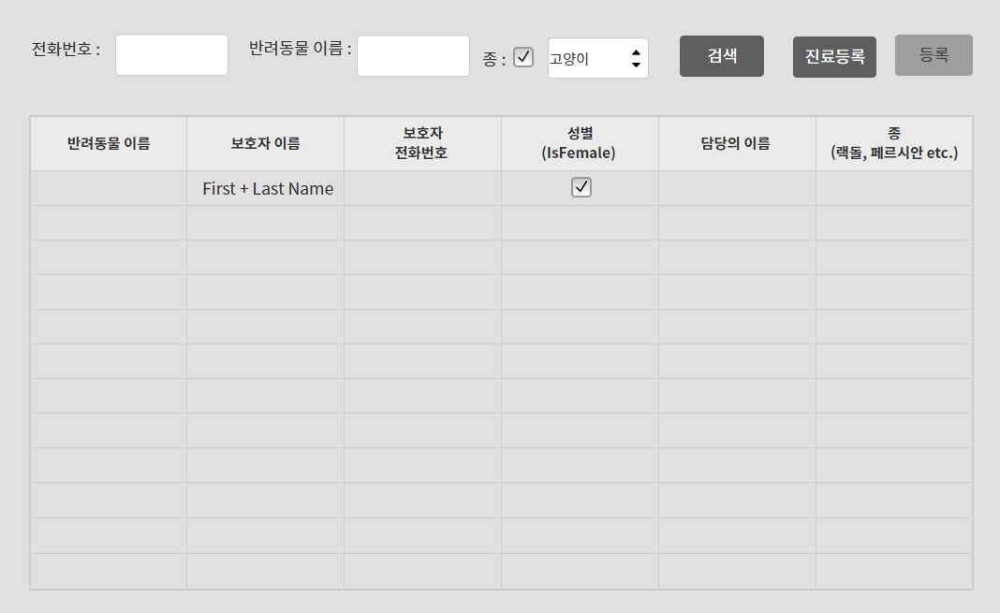 전화번호 :
반려동물 이름 :
종 :
고양이
검색
진료등록
등록
반려동물 이름
보호자 이름
보호자
전화번호
성별
(IsFemale)
담당의 이름
종
(랙돌, 페르시안 etc.)
First + Last Name